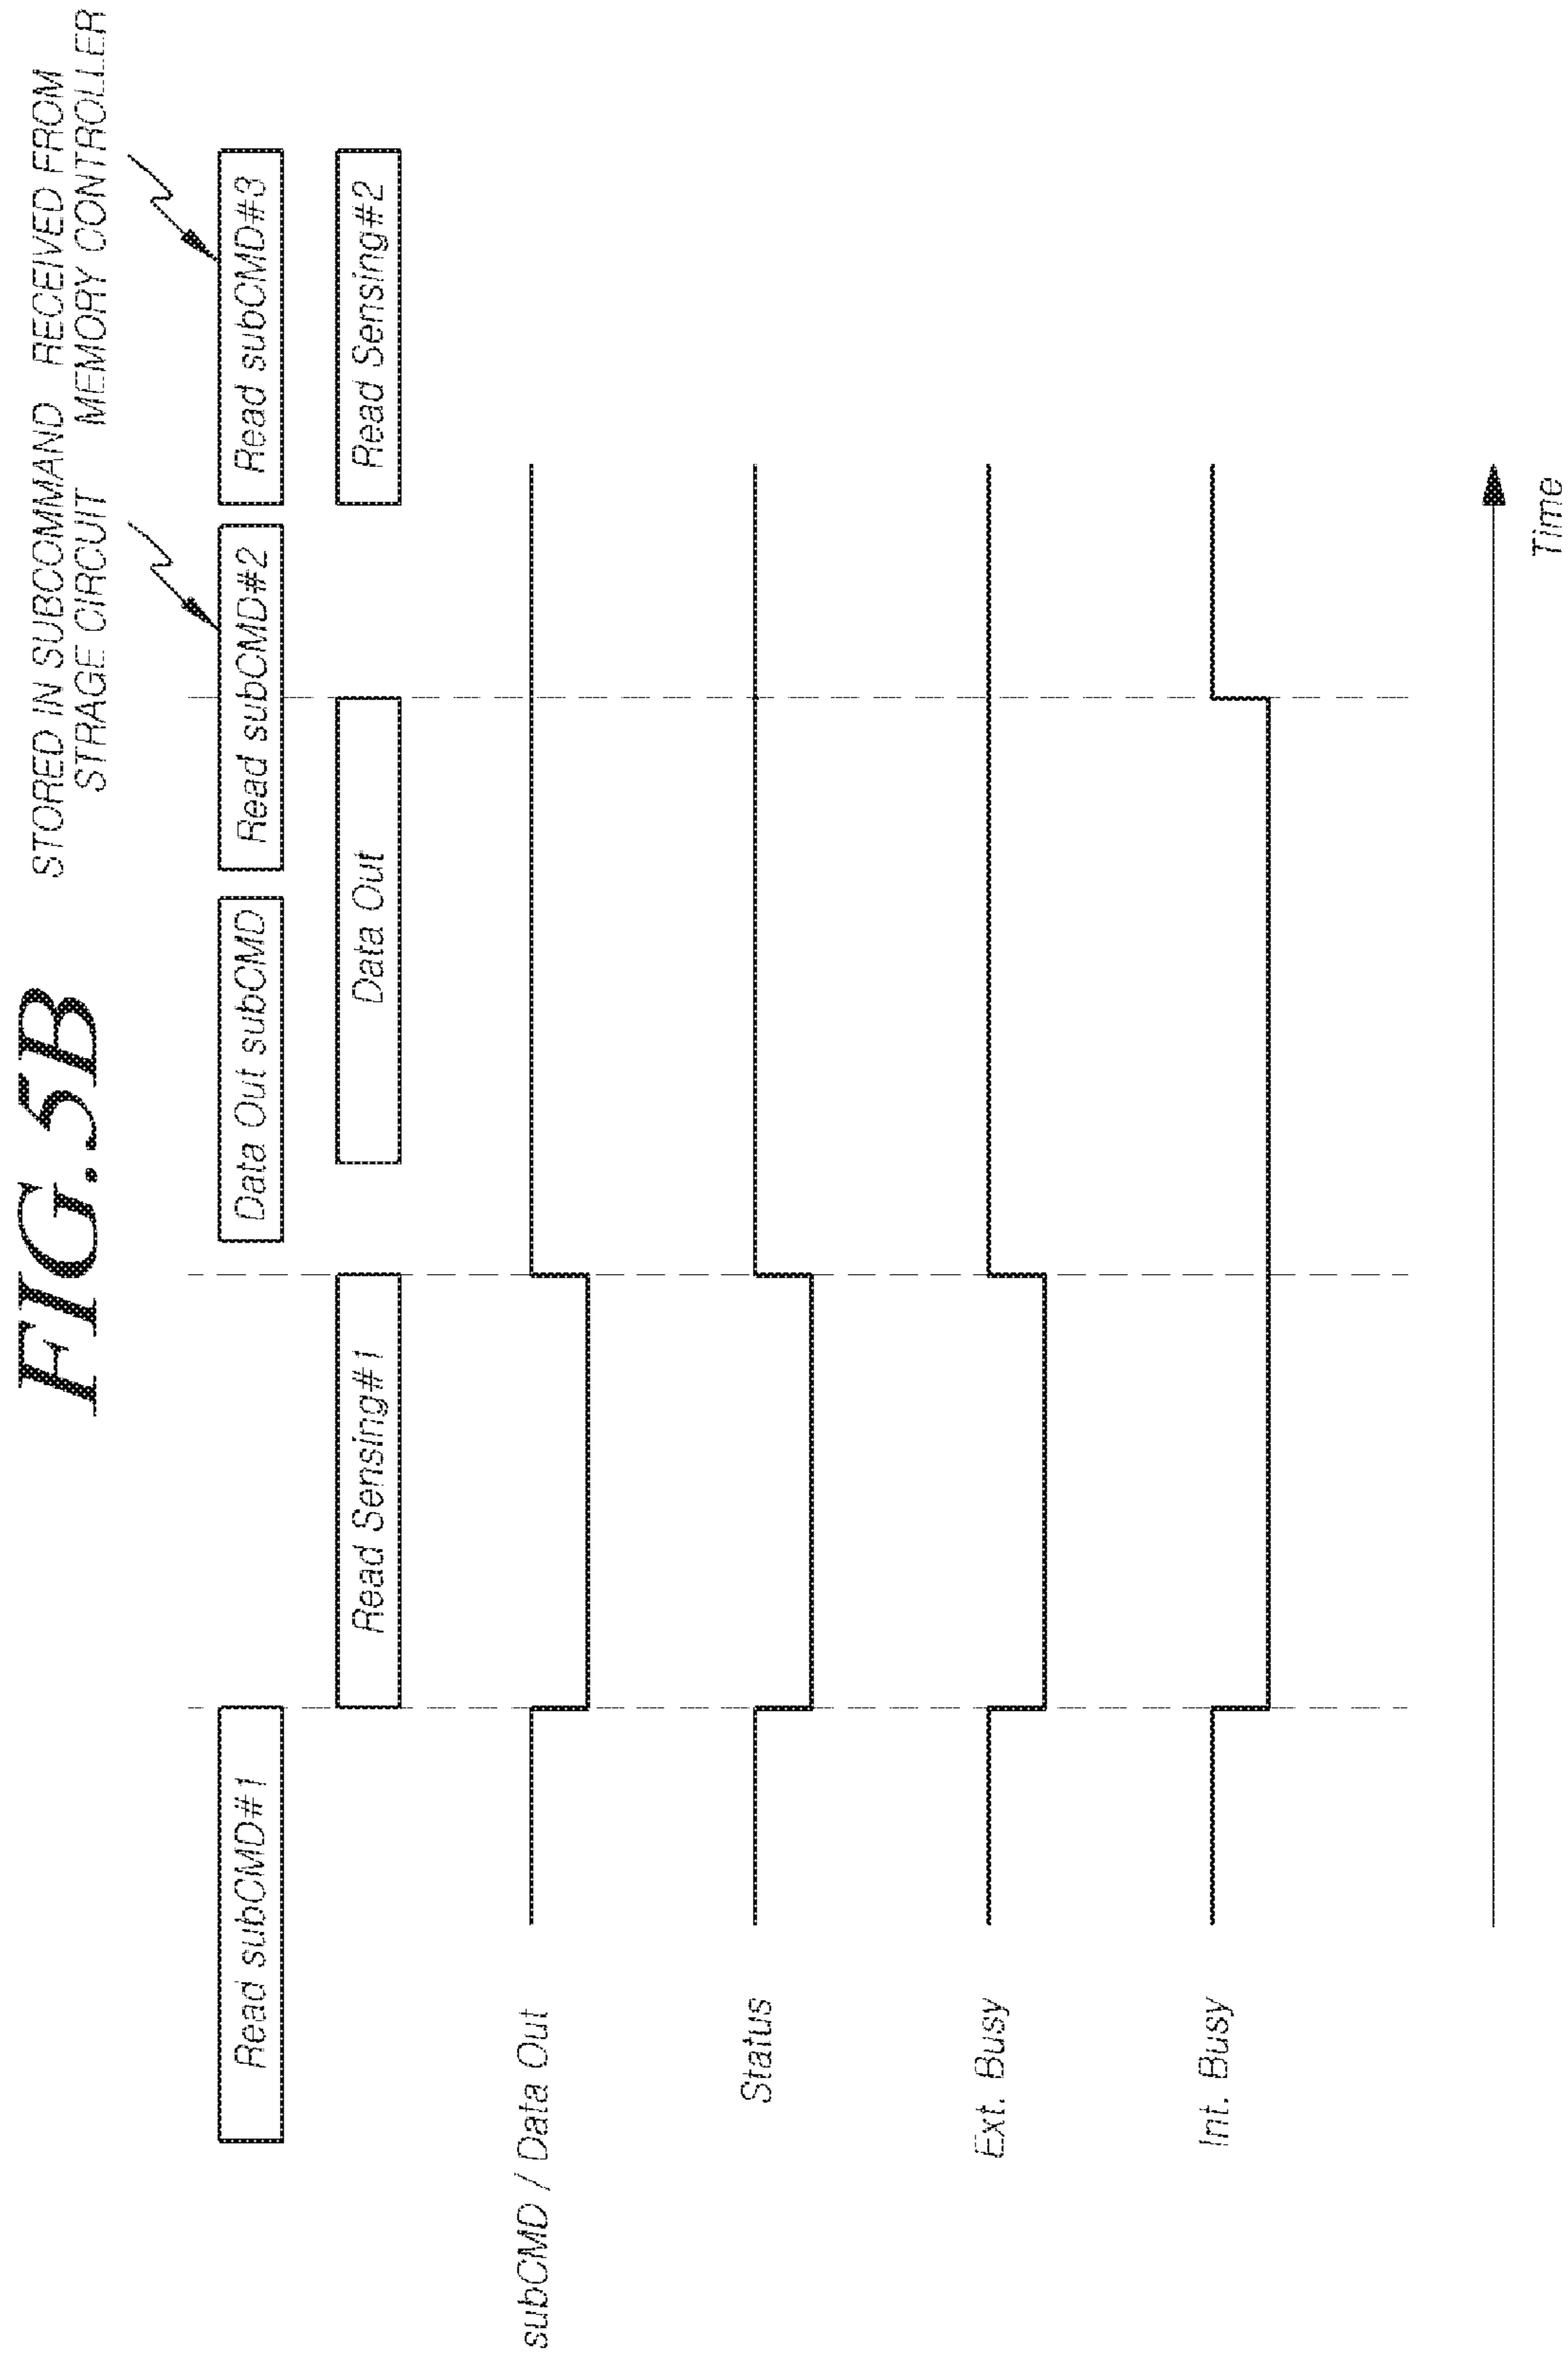 FIG.5B
STORED IN SUBCOMMAND
STRAGE CIRCUIT
RECEIVED FROM
MEMORY CONTROLLER
Read subCMD#1
Data Out subCMD
Read subCMD#2
Read subCMD#3
Read Sensing#1
Data Out
Read Sensing#2
subCMD / Data Out
Status
Ext. Busy
Int. Busy
Time